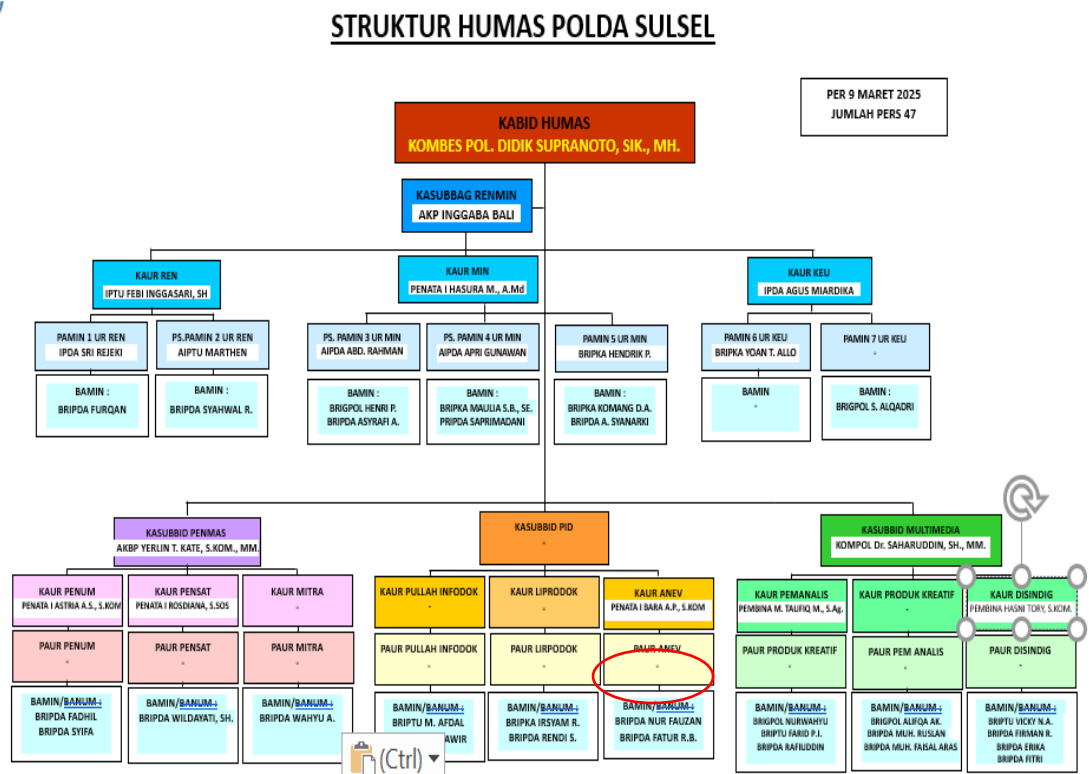 STRUKTUR HUMAS POLDA SULSEL
PER 9 MARET 2025
JUMLAH PERS 47
KABID HUMAS
KOMBES POL. DIDIK SUPRANOTO, SIK., MH.
KASUBBAG RENMIN
AKP INGGABA BALI
KAUR REN
IPTU FEBI INGGASARI, SH
KAUR MIN
PENATA I HASURA M., A.Md
KAUR KEU
IPDA AGUS MIARDIKA
PAMIN 1 UR REN
IPDA SRI REJEKI
PS.PAMIN 2 UR REN
AIPTU MARTHEN
PS. PAMIN 3 UR MIN
AIPDA ABD. RAHMAN
PS. PAMIN 4 UR MIN
AIPDA APRI GUNAWAN
PAMIN 5 UR MIN
BRIPKA HENDRIK P.
PAMIN 6 UR KEU
BRIPKA YOAN T. ALLO
PAMIN 7 UR KEU
-
BAMIN :
BRIPDA FURQAN
BAMIN :
BRIPDA SYAHWAL R.
BAMIN :
BRIGPOL HENRI P.
BRIPDA ASYRAFI A.
BAMIN :
BRIPKA MAULIA S.B., SE.
PRIPDA SAPRIMADANI
BAMIN :
BRIPKA KOMANG D.A.
BRIPDA A. SYANARKI
BAMIN
-
BAMIN :
BRIGPOL S. ALQADRI
KASUBBID PENMAS
AKBP YERLIN T. KATE, S.KOM., MM.
KASUBBID PID
-
KASUBBID MULTIMEDIA
KOMPOL Dr. SAHARUDDIN, SH., MM.
KAUR PENUM
PENATA I ASTRIA A.S., S.KOM
KAUR PENSAT
PENATA I ROSDIANA, S.SOS
KAUR MITRA
-
KAUR PULLAH INFODOK
-
KAUR LIPRODOK
-
KAUR ANEV
PENATA I BARA A.P., S.KOM
KAUR PEMANALIS
PEMBINA M. TAUFIQ M., S.Ag.
KAUR PRODUK KREATIF
-
KAUR DISINDIG
PEMBINA HASNI TORY, S.KOM.
PAUR PENUM
-
PAUR PENSAT
-
PAUR MITRA
-
PAUR PULLAH INFODOK
-
PAUR LIRPODOK
-
PAUR ANEV
-
PAUR PRODUK KREATIF
-
PAUR PEM ANALIS
-
PAUR DISINDIG
-
BAMIN/BANUM :
BRIPDA FADHIL
BRIPDA SYIFA
BAMIN/BANUM :
BRIPDA WILDAYATI, SH.
BAMIN/BANUM :
BRIPDA WAHYU A.
BAMIN/BANUM :
BRIPTU M. AFDAL
AWIR
BAMIN/BANUM :
BRIPKA IRSYAM R.
BRIPDA RENDI S.
BAMIN/BANUM :
BRIPDA NUR FAUZAN
BRIPDA FATUR R.B.
BAMIN/BANUM :
BRIGPOL NURWAHYU
BRIPTU FARID P.I.
BRIPDA RAFIUDDIN
BAMIN/BANUM :
BRIGPOL ALIFQA AK.
BRIPDA MUH. RUSLAN
BRIPDA MUH. FAISAL ARAS
BAMIN/BANUM :
BRIPTU VICKY N.A.
BRIPDA FIRMAN R.
BRIPDA ERIKA
BRIPDA FITRI
(Ctrl)